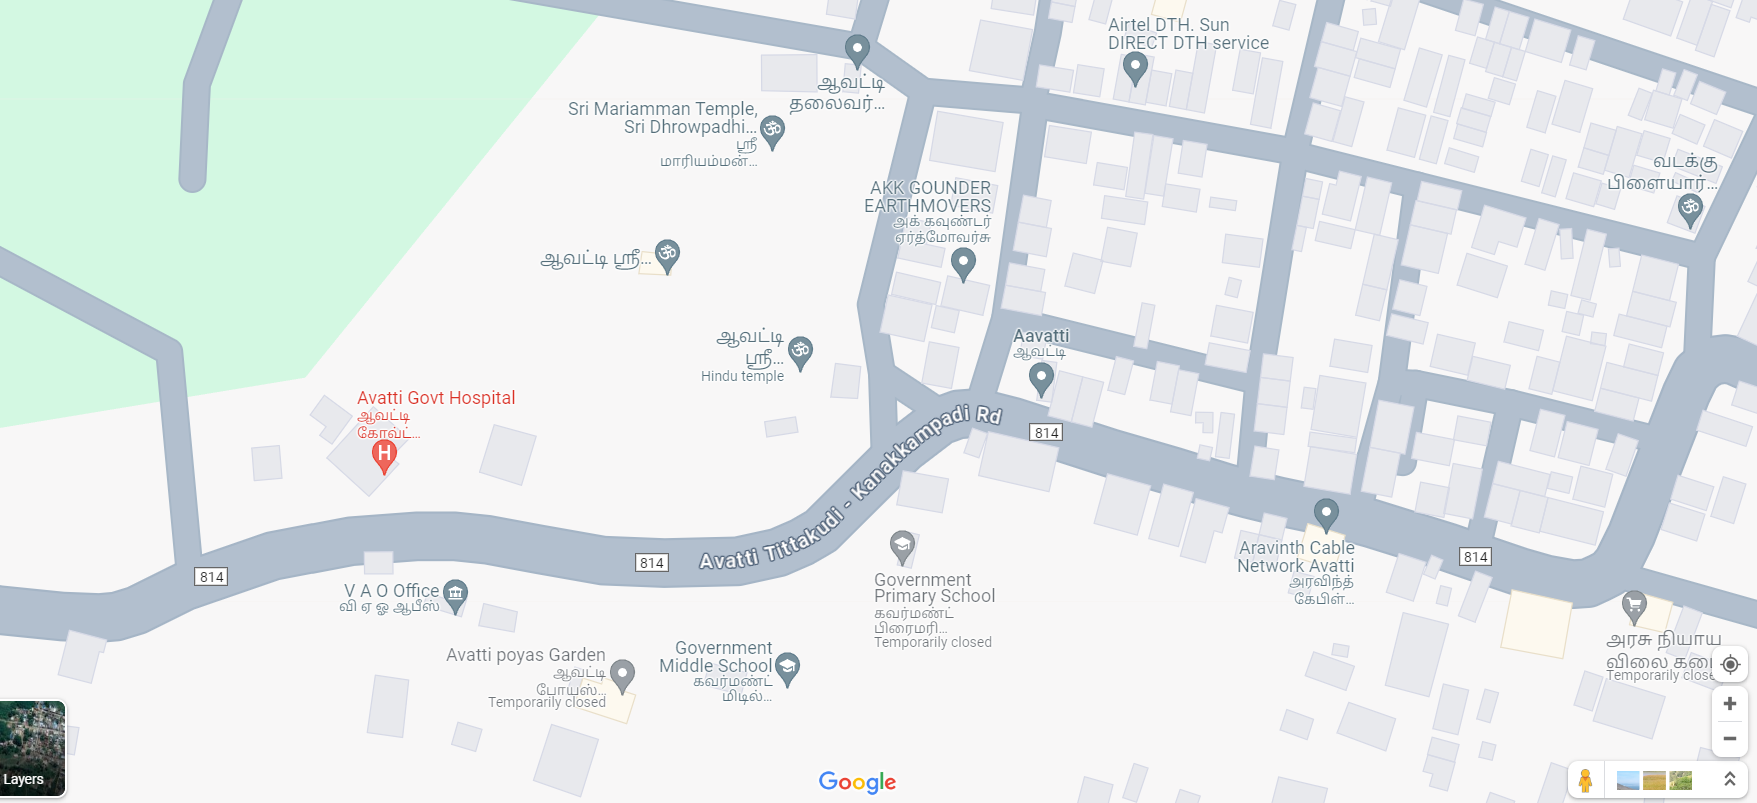 Airtel DTH. Sun
DIRECT DTH service
ஆவட்டி
தலைவர்...
Sri Mariamman Temple,
Sri Dhrowpadhi...
ஸ்ரீ
மாரியம்மன்...
வடக்கு
பிளையார்...
AKK GOUNDER
EARTHMOVERS
அக் கவுண்டர்
ஏர்த்மோவர்சு
ஆவட்டி ஸ்ரீ...
ஆவட்டி
ஸ்ரீ...
Hindu temple
Aavatti
ஆவட்டி
Avatti Govt Hospital
ஆவட்டி
கோவ்ட்...
H
Avatti Tittakudi - Kanakkampadi Rd
814
814
814
814
Aravinth Cable
Network Avatti
அரவிந்த்
கேபிள்...
V A O Office
வி ஏ ஓ ஆபீஸ்
Government
Primary School
கவர்மண்ட்
பிரைமரி...
Temporarily closed
அரசு நியாய
விலை கடை
Temporarily close
Avatti poyas Garden
ஆவட்டி
போயஸ்...
Temporarily closed
Government
Middle School
கவர்மண்ட்
மிடில்...
Layers
Google